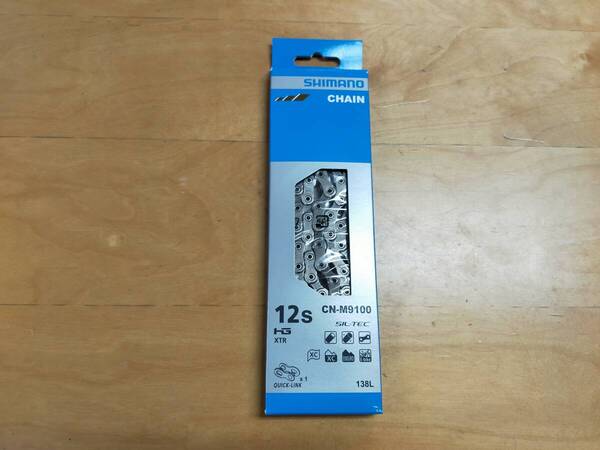 SHIMANO
CHAIN
12s CN-M9100
HG SIL-TEC
XTR
XC XC
x 1
QUICK-LINK 138L